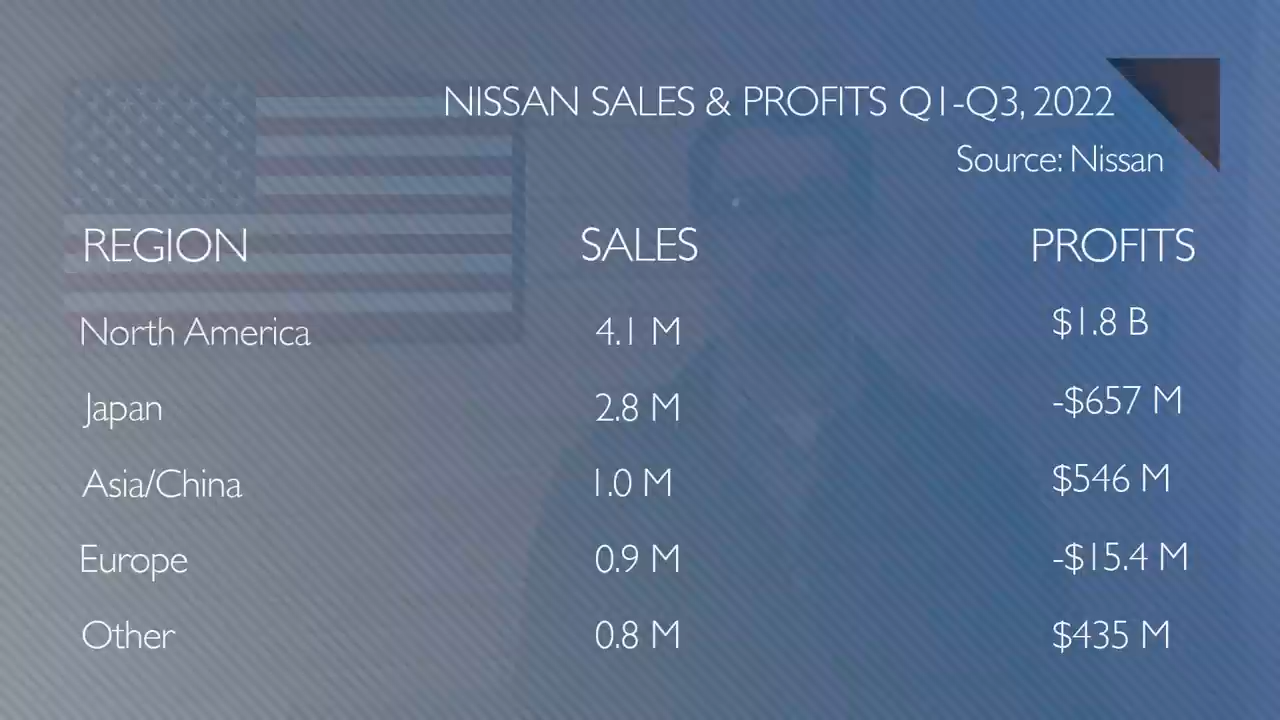 NISSAN SALES & PROFITS Q1-Q3, 2022
Source: Nissan
REGION SALES PROFITS
North America 4.1 M $1.8 B
Japan 2.8 M -$657 M
Asia/China 1.0 M $546 M
Europe 0.9 M -$15.4 M
Other 0.8 M $435 M